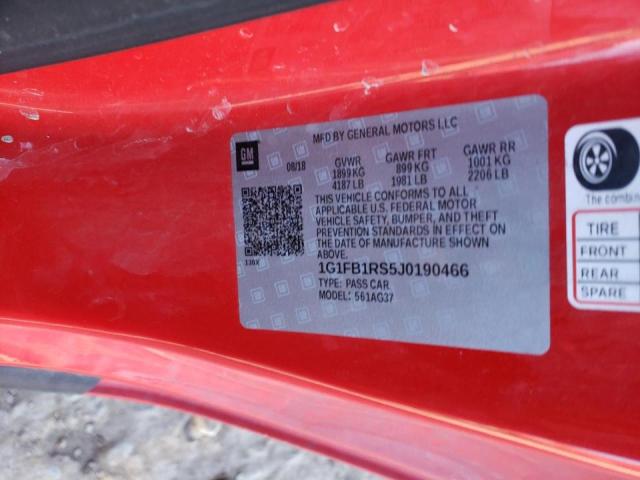 MFD BY GENERAL MOTORS LLC
GM
08/18 GVWR GAWR FRT GAWR RR
1899 KG 899 KG 1001 KG
4187 LB 1981 LB 2206 LB
THIS VEHICLE CONFORMS TO ALL
APPLICABLE U.S. FEDERAL MOTOR
VEHICLE SAFETY, BUMPER, AND THEFT
PREVENTION STANDARDS IN EFFECT ON
THE DATE OF MANUFACTURE SHOWN
ABOVE.
1G1FB1RS5J0190466
TYPE: PASS CAR
MODEL: 561AG37
The combin
TIRE
FRONT
REAR
SPARE